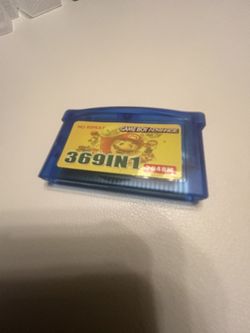 NO REPEAT GAME BOY ADVANCE
369IN1